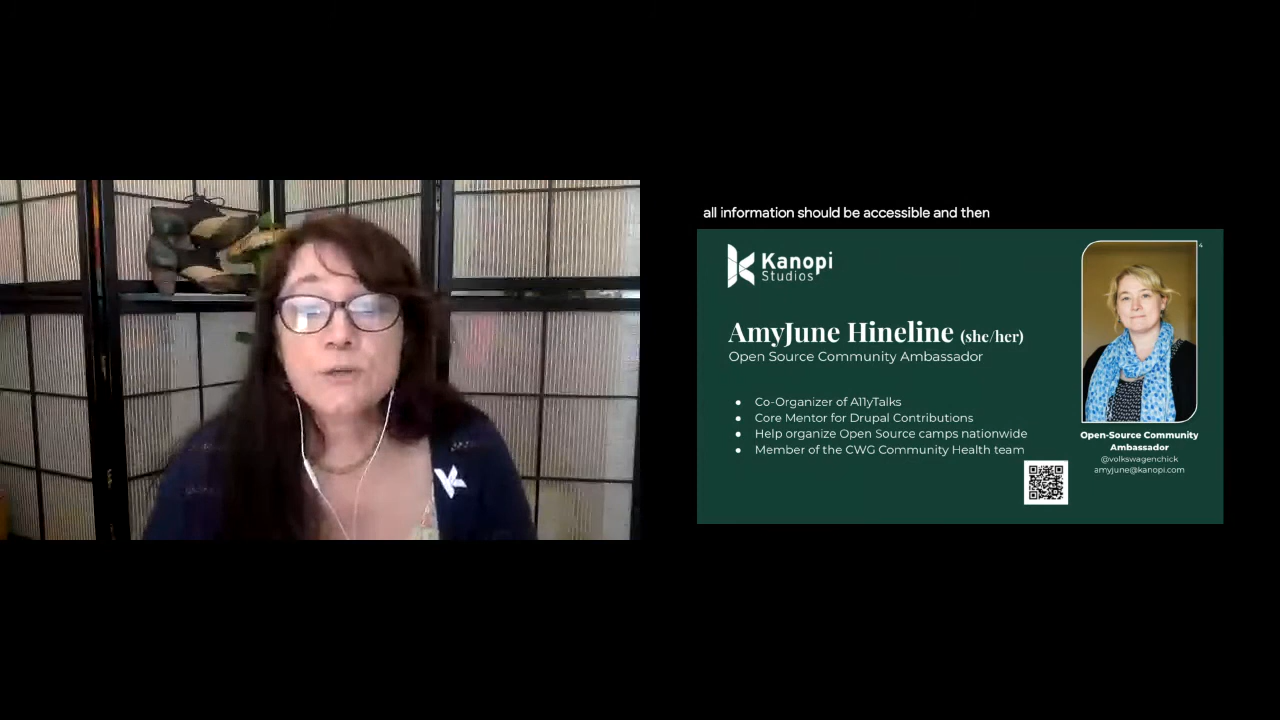 all information should be accessible and then
4
Kanopi
Studios
AmyJune Hineline (she/her)
Open Source Community Ambassador
● Co-Organizer of A11yTalks
● Core Mentor for Drupal Contributions
● Help organize Open Source camps nationwide
● Member of the CWG Community Health team
Open-Source Community
Ambassador
@volkswagenchick
amyjune@kanopi.com